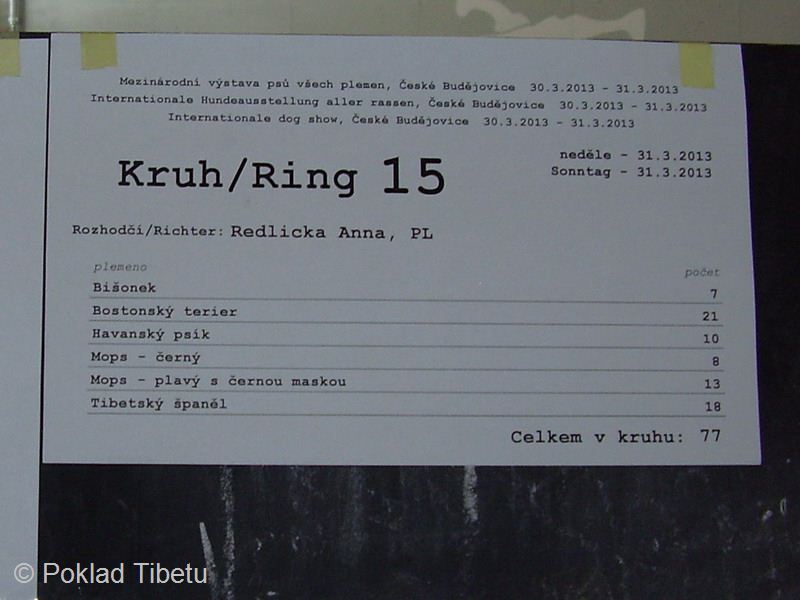 Mezinárodní výstava psů všech plemen, České Budějovice 30.3.2013 - 31.3.2013
Internationale Hundeausstellung aller rassen, České Budějovice 30.3.2013 - 31.3.2013
Internationale dog show, České Budějovice 30.3.2013 - 31.3.2013
Kruh/Ring 15
neděle - 31.3.2013
Sonntag - 31.3.2013
Rozhodčí/Richter: Redlicka Anna, PL
plemeno počet
Bišonek 7
Bostonský terier 21
Havanský psík 10
Mops - černý 8
Mops - plavý s černou maskou 13
Tibetský španěl 18
Celkem v kruhu: 77
© Poklad Tibetu